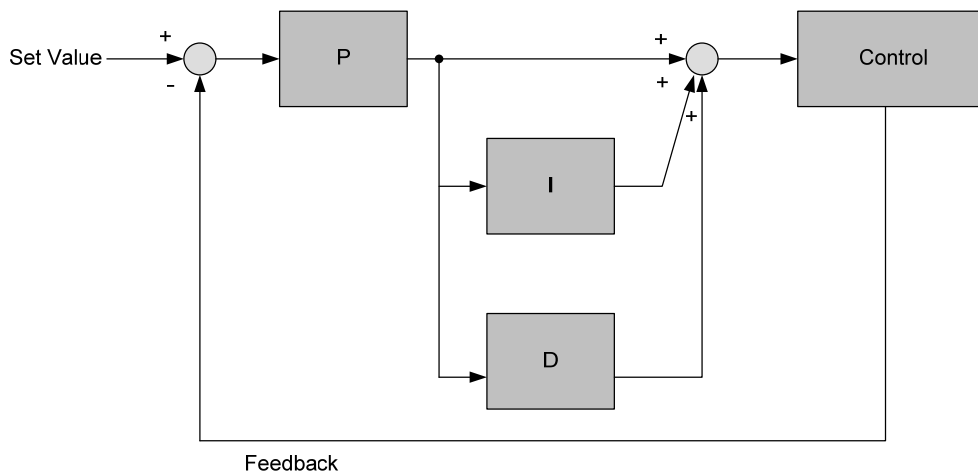 +
Set Value
-
P
+
+
+
Control
I
D
Feedback